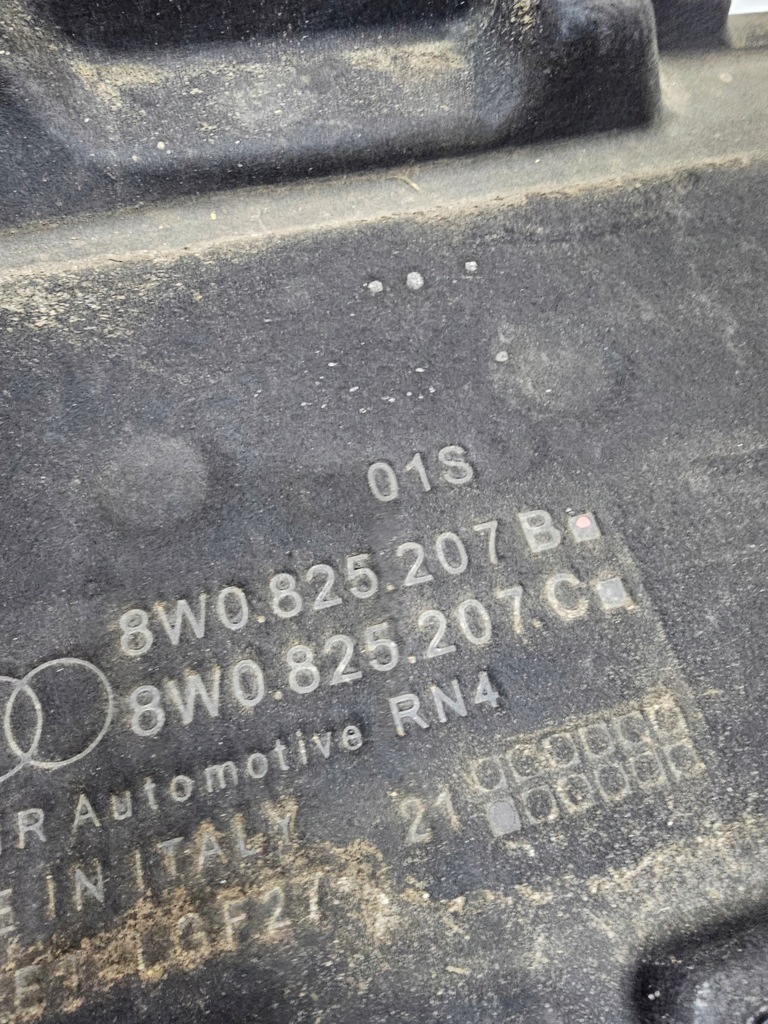 01S
8W0.825.207 B
8W0.825.207.C
Automotive RN4
21
IN ITALY
LGF27